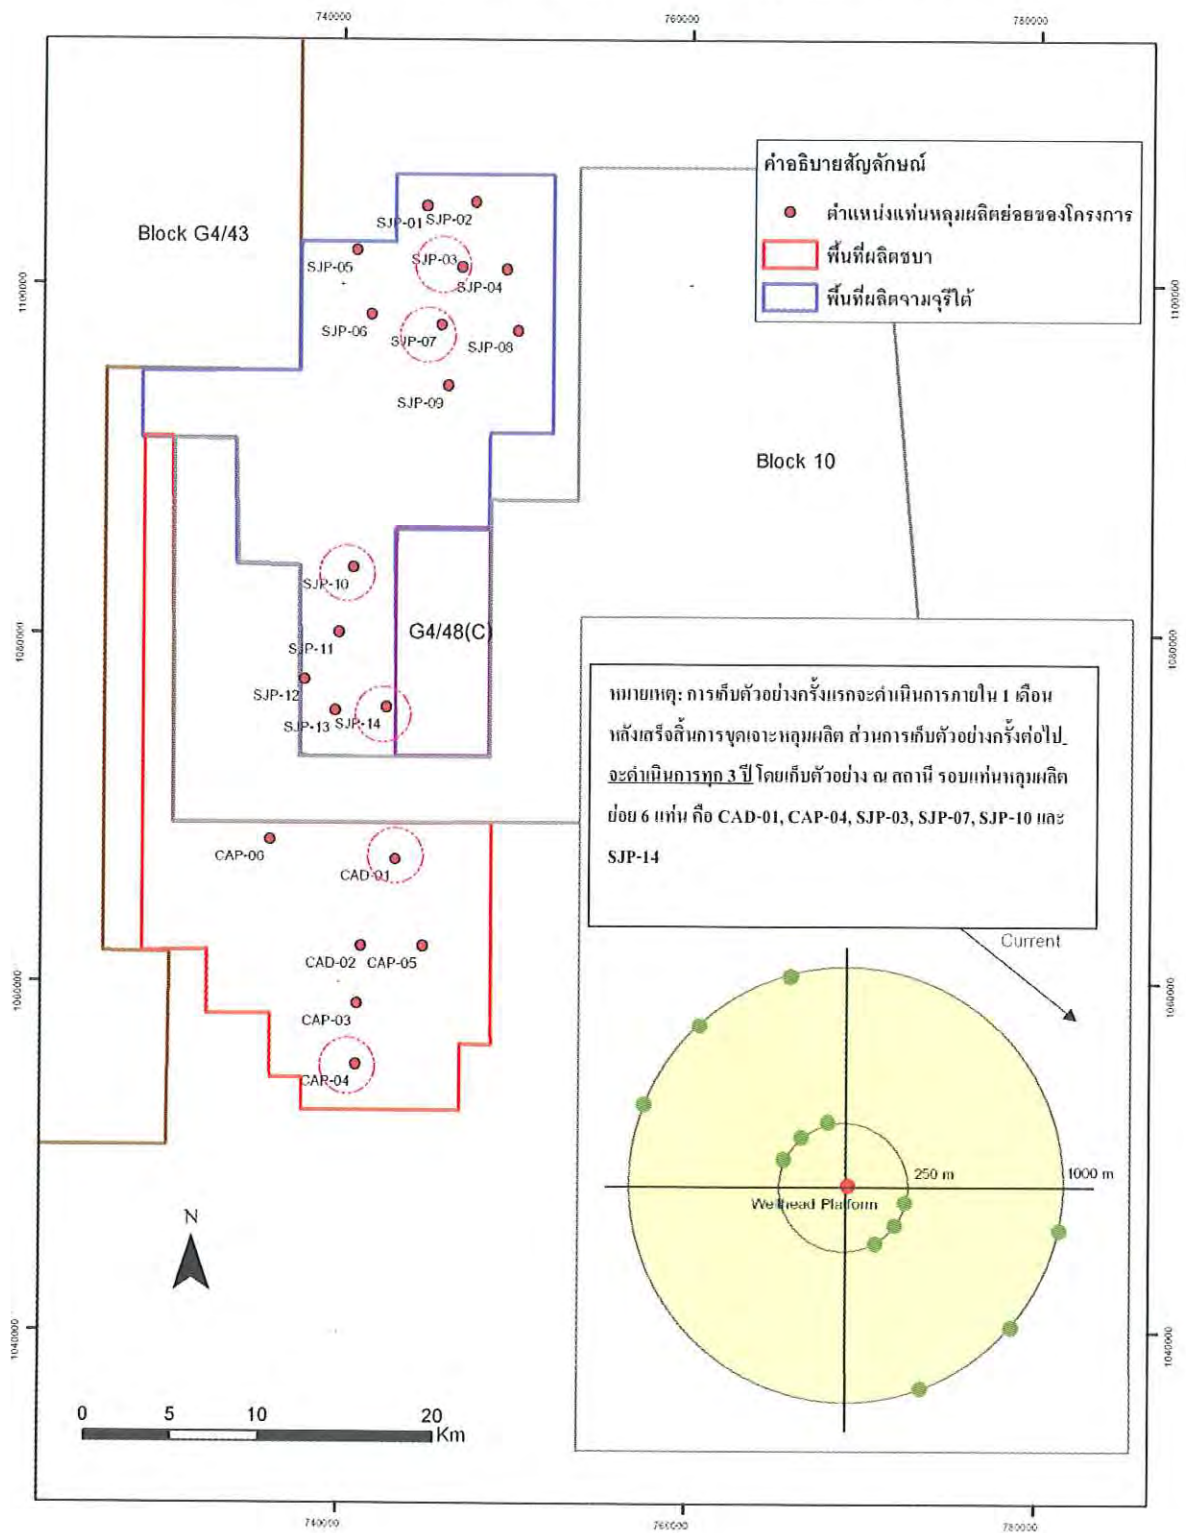 740000
760000
780000
คำอธิบายสัญลักษณ์
ตำแหน่งแท่นหลุมผลิตย่อยของโครงการ
พื้นที่ผลิตชบา
พื้นที่ผลิตจามจุรีใต้
Block G4/43
SJP-01
SJP-02
SJP-05
SJP-03
SJP-04
1100000
1100000
SJP-06
SJP-07
SJP-08
SJP-09
Block 10
SJP-10
G4/48(C)
1080000
1080000
SJP-11
SJP-12
SJP-13
SJP-14
หมายเหตุ: การเก็บตัวอย่างครั้งแรกจะดำเนินการภายใน 1 เดือน
หลังเสร็จสิ้นการขุดเจาะหลุมผลิต ส่วนการเก็บตัวอย่างครั้งต่อไป
จะดำเนินการทุก 3 ปี โดยเก็บตัวอย่าง ณ สถานี รอบแท่นหลุมผลิต
ย่อย 6 แท่น คือ CAD-01, CAP-04, SJP-03, SJP-07, SJP-10 และ
SJP-14
CAP-06
CAD-01
CAD-02
CAP-05
Current
1060000
1060000
CAP-03
CAP-04
250 m
1000 m
Wellhead Platform
N
1040000
1040000
0 5 10 20
Km
740000
760000
780000